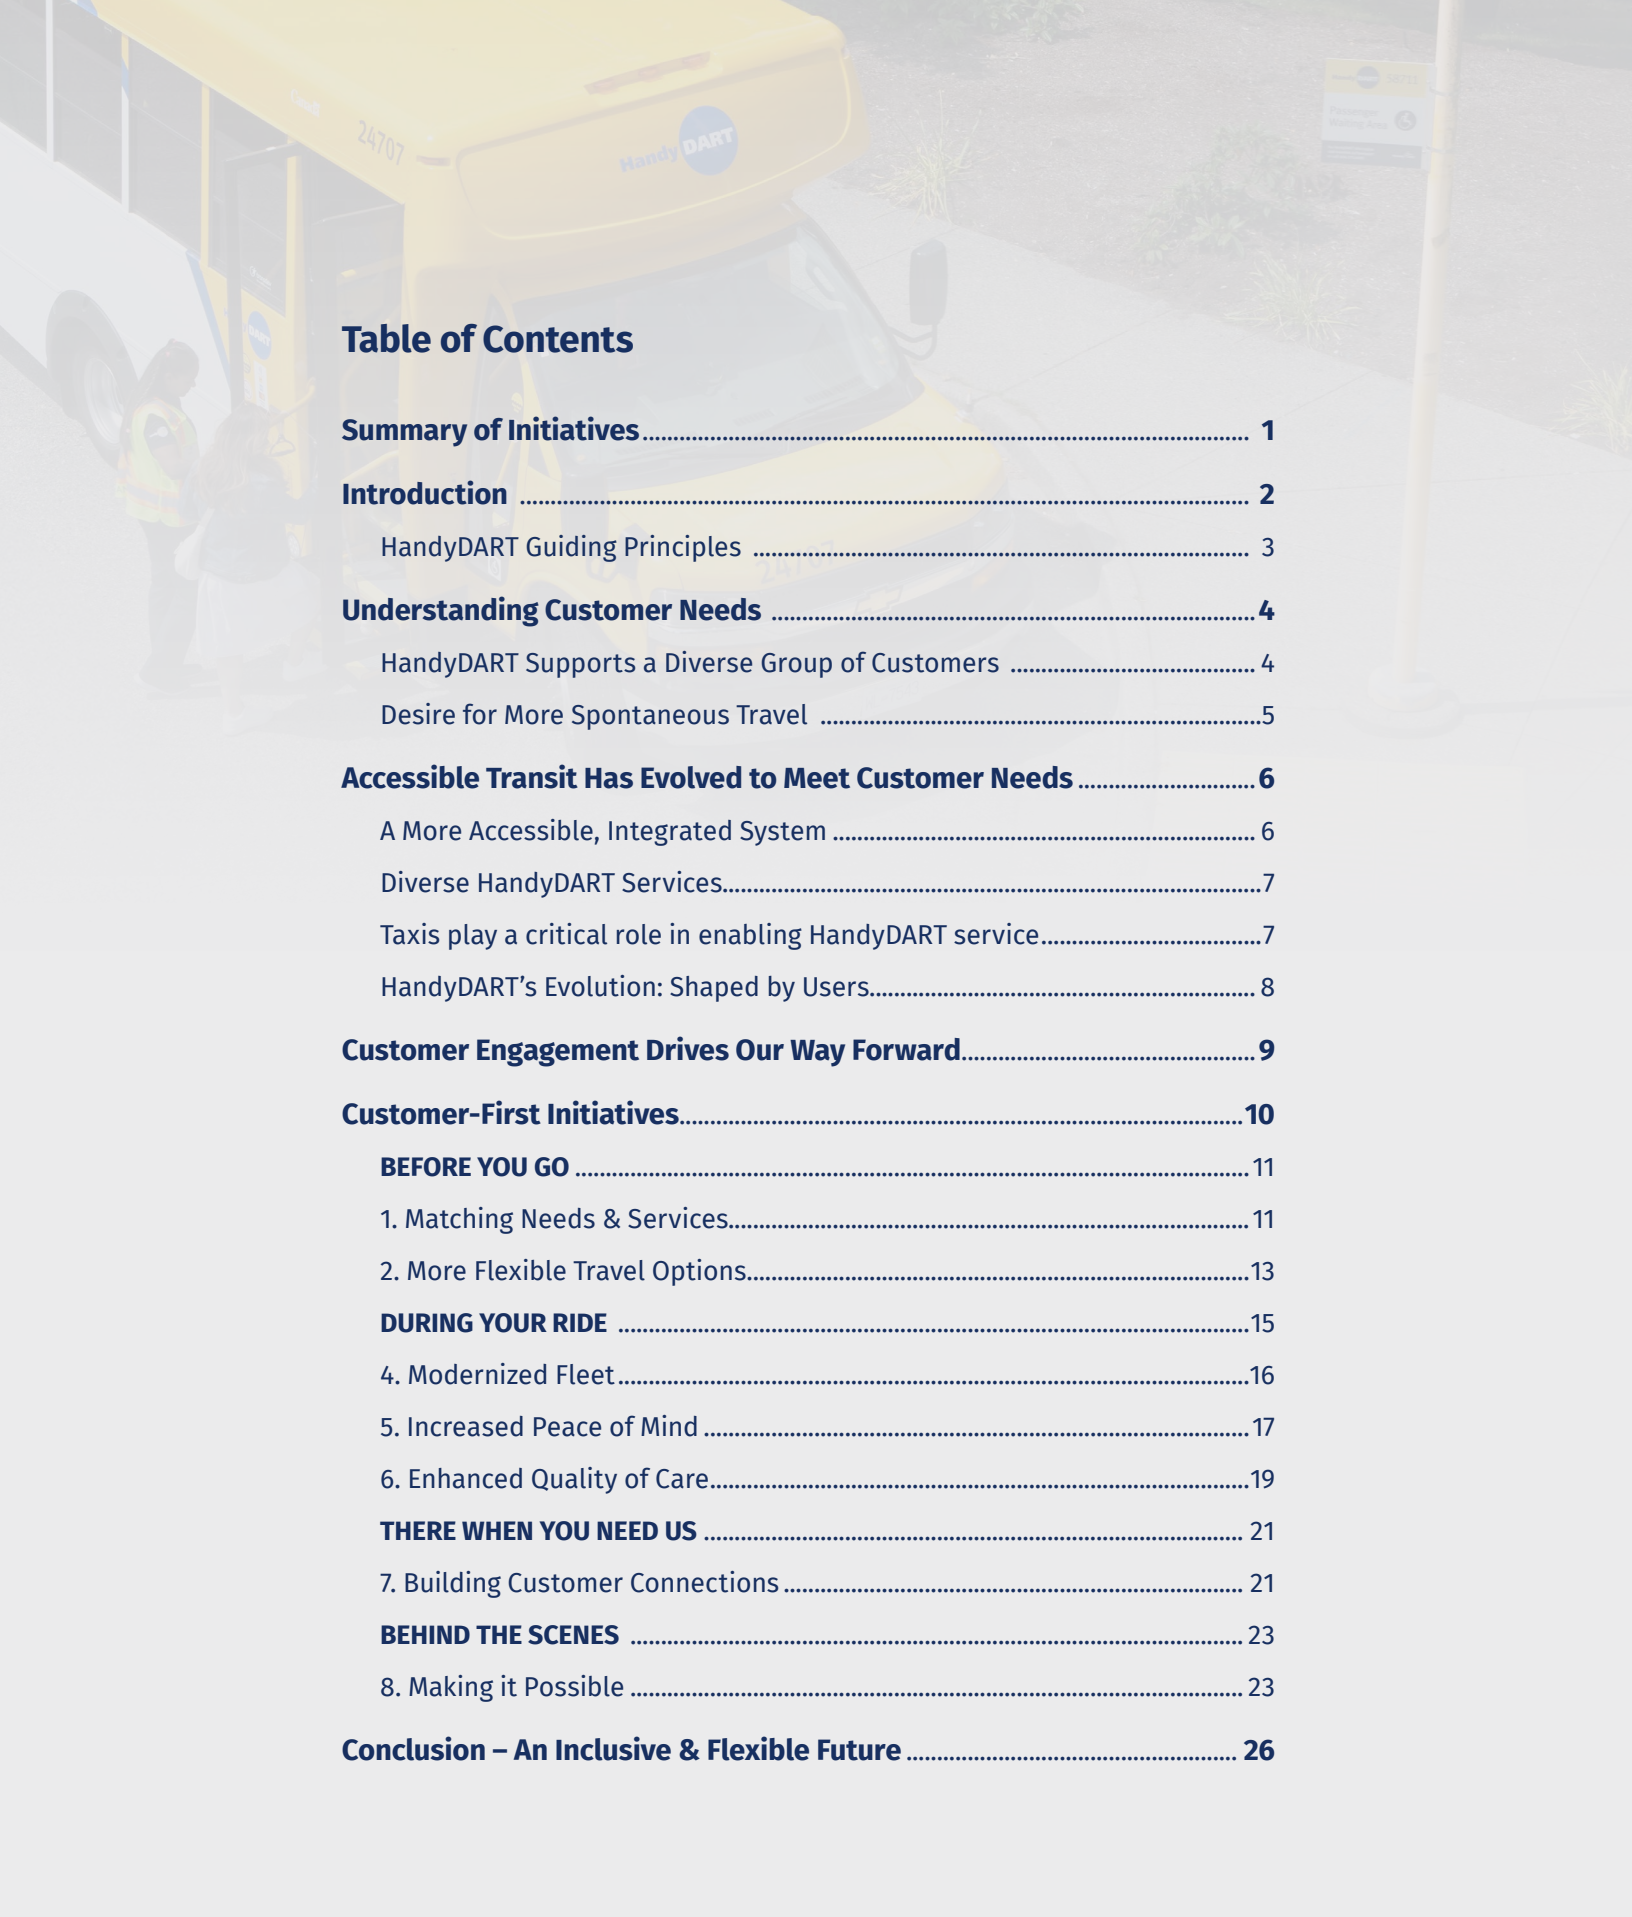 24707
Handy DART
DART
24707
Table of Contents
Summary of Initiatives 1
Introduction 2
HandyDART Guiding Principles 3
Understanding Customer Needs 4
HandyDART Supports a Diverse Group of Customers 4
Desire for More Spontaneous Travel 5
Accessible Transit Has Evolved to Meet Customer Needs 6
A More Accessible, Integrated System 6
Diverse HandyDART Services 7
Taxis play a critical role in enabling HandyDART service 7
HandyDART’s Evolution: Shaped by Users 8
Customer Engagement Drives Our Way Forward 9
Customer-First Initiatives 10
BEFORE YOU GO 11
1. Matching Needs & Services 11
2. More Flexible Travel Options 13
DURING YOUR RIDE 15
4. Modernized Fleet 16
5. Increased Peace of Mind 17
6. Enhanced Quality of Care 19
THERE WHEN YOU NEED US 21
7. Building Customer Connections 21
BEHIND THE SCENES 23
8. Making it Possible 23
Conclusion – An Inclusive & Flexible Future 26